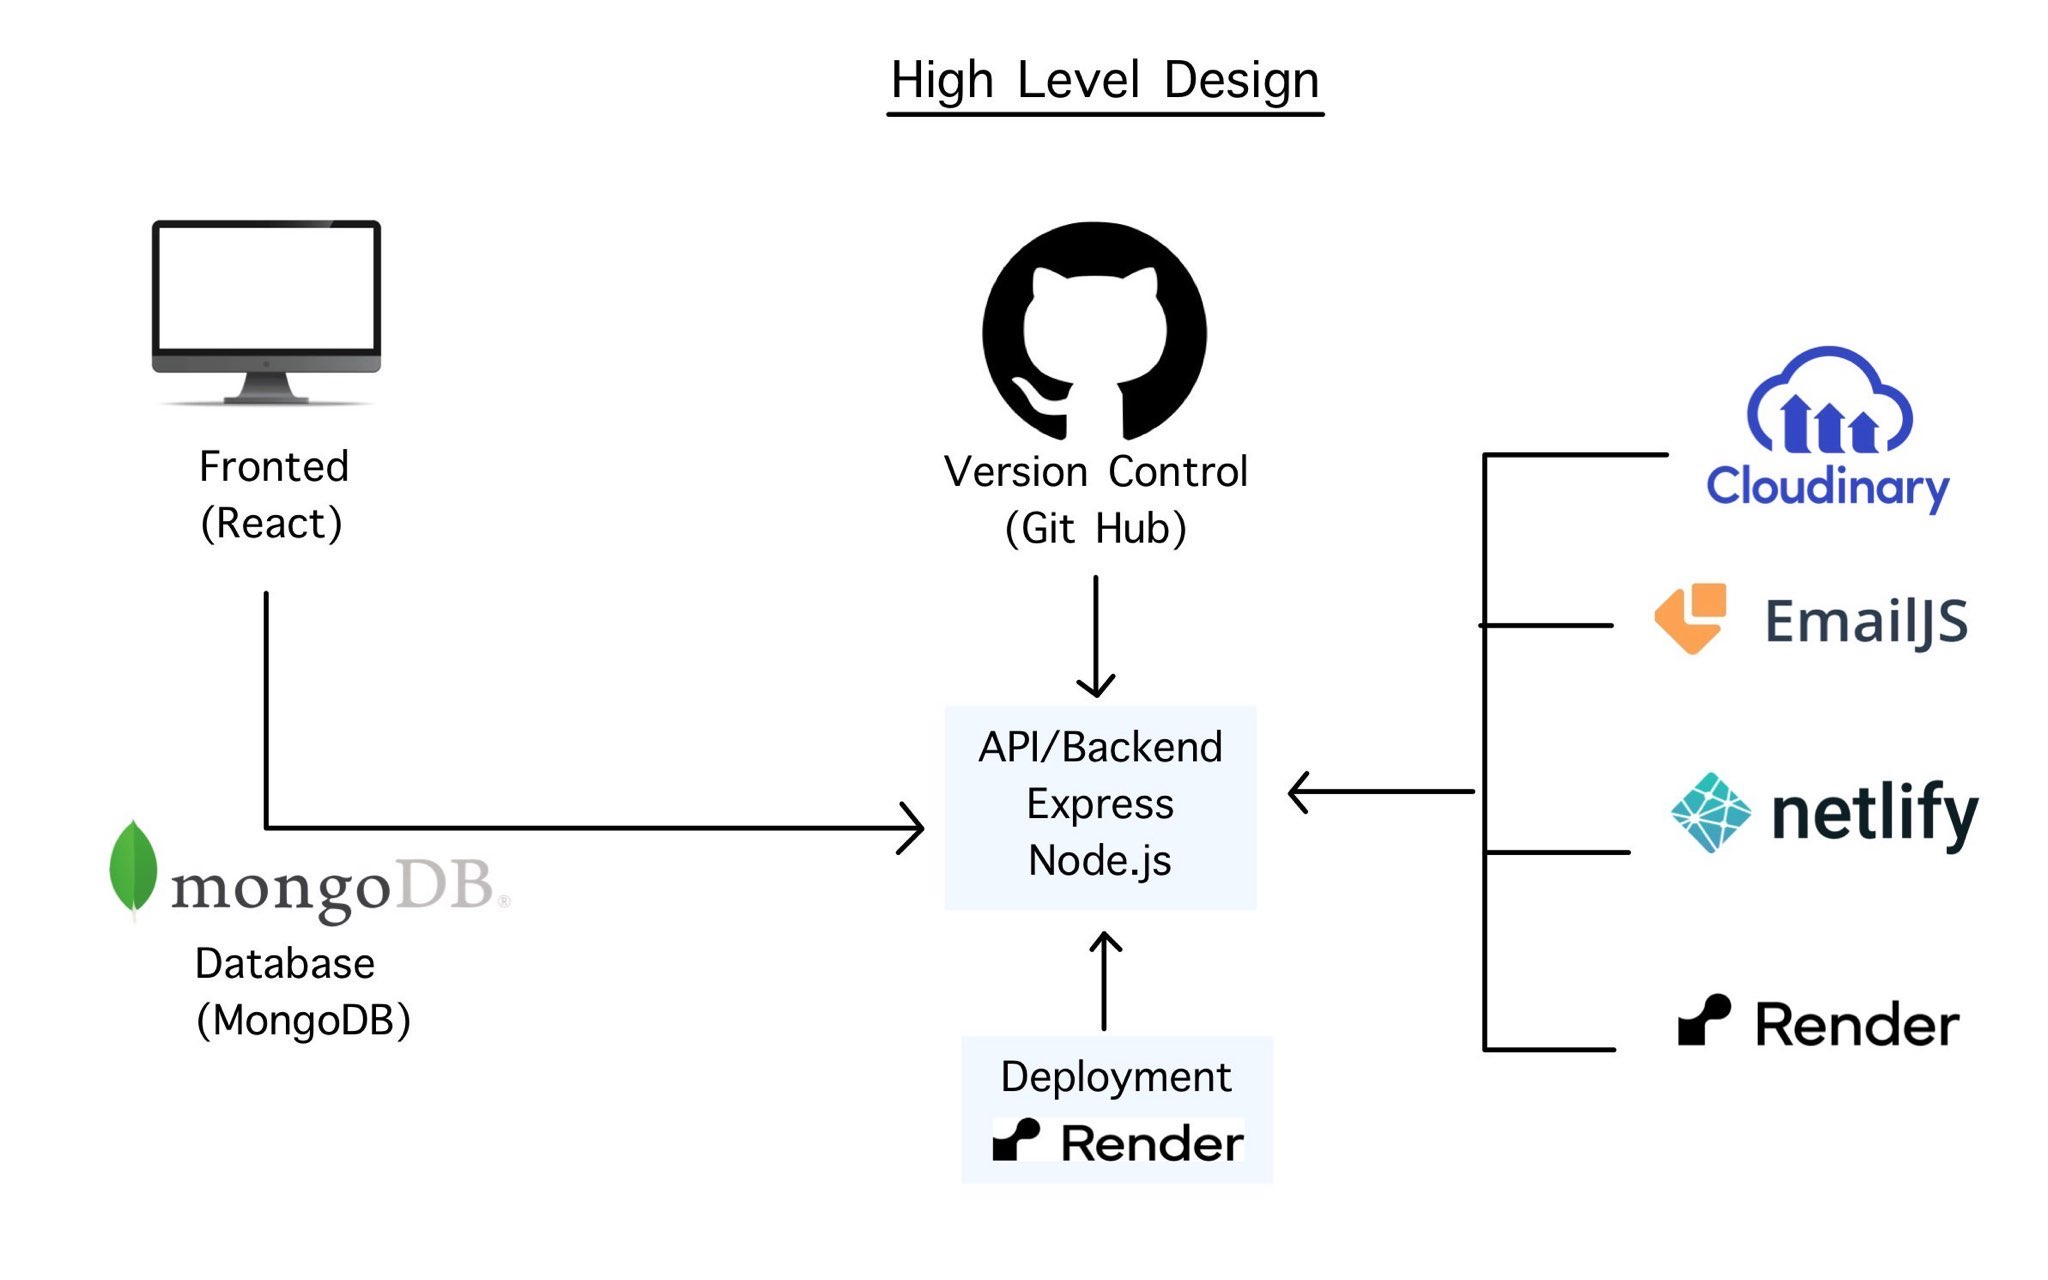 High Level Design
Fronted
(React)
Version Control
(Git Hub)
Cloudinary
EmailJS
API/Backend
Express
Node.js
netlify
mongoDB®
Database
(MongoDB)
Render
Deployment
Render